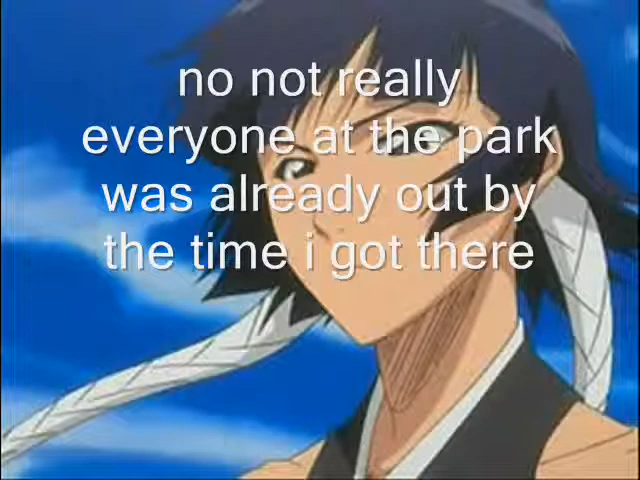 no not really
everyone at the park
was already out by
the time i got there